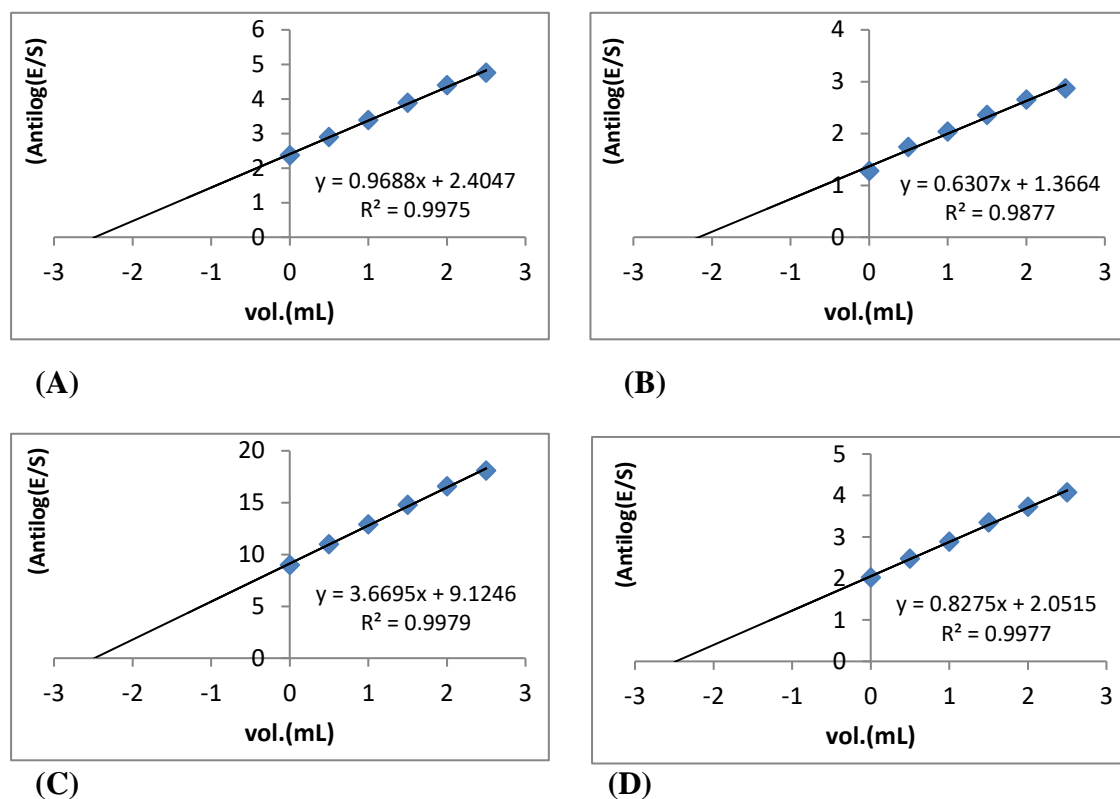 (Antilog(E/S)
6
5
4
3
2
1
0
-3 -2 -1 0 1 2 3
y = 0.9688x + 2.4047
R² = 0.9975
vol.(mL)
(A)
(Antilog(E/S)
4
3
2
1
0
-3 -2 -1 0 1 2 3
y = 0.6307x + 1.3664
R² = 0.9877
vol.(mL)
(B)
(Antilog(E/S)
20
15
10
5
0
-3 -2 -1 0 1 2 3
y = 3.6695x + 9.1246
R² = 0.9979
vol.(mL)
(C)
(Antilog(E/S)
5
4
3
2
1
0
-3 -2 -1 0 1 2 3
y = 0.8275x + 2.0515
R² = 0.9977
vol.(mL)
(D)